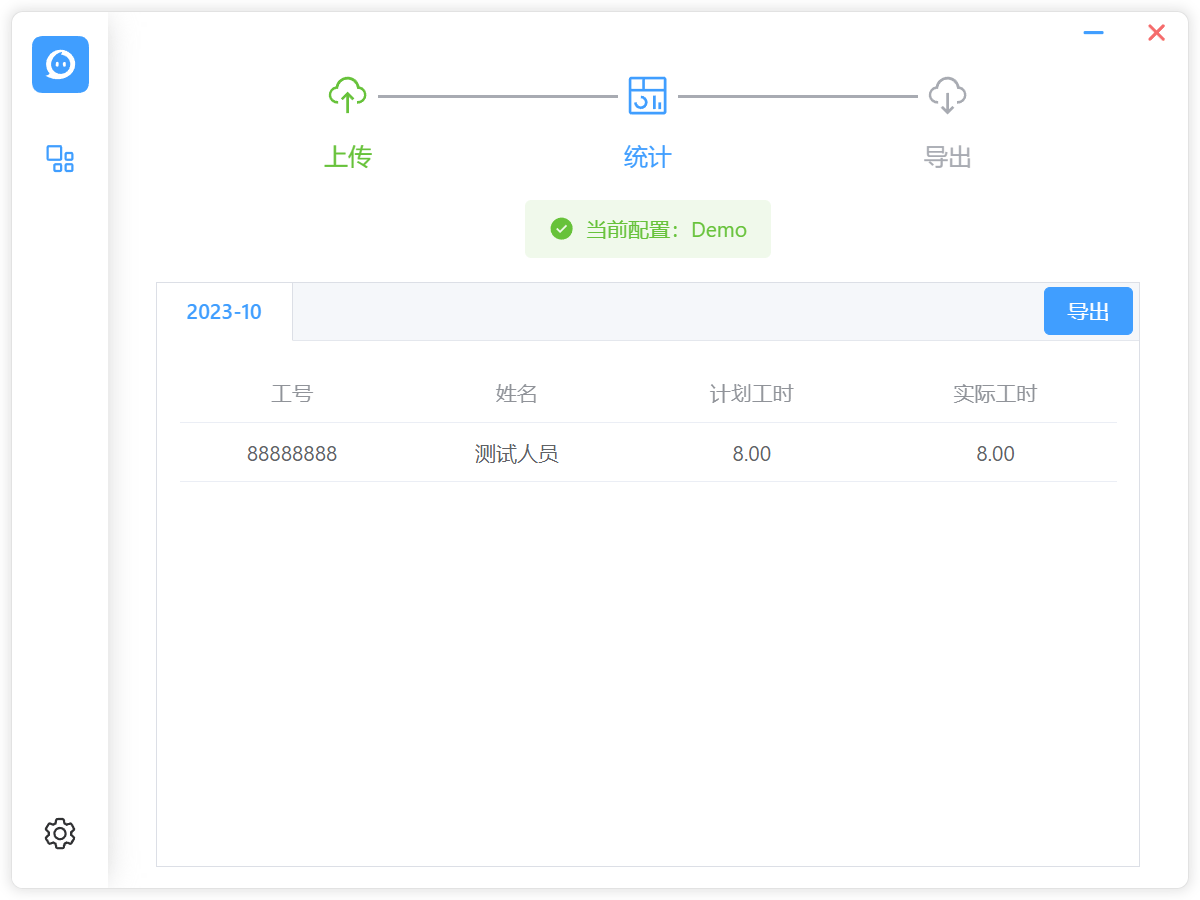 上传
统计
导出
当前配置：Demo
2023-10
导出
工号 姓名 计划工时 实际工时
88888888 测试人员 8.00 8.00